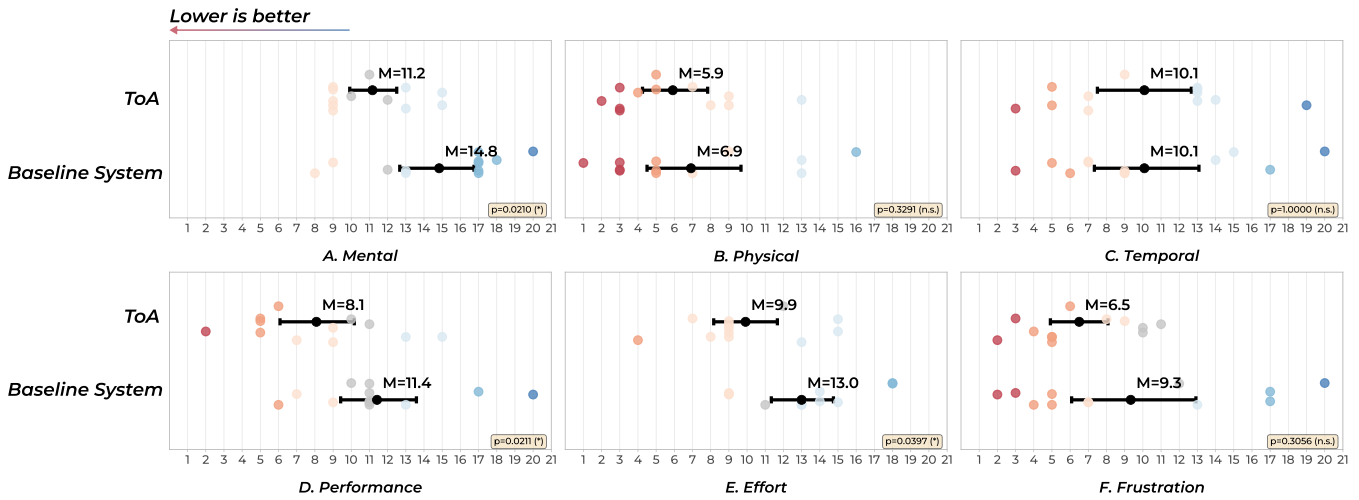 Lower is better
ToA
Baseline System
M=11.2
M=14.8
p=0.0210 (*)
1 2 3 4 5 6 7 8 9 10 11 12 13 14 15 16 17 18 19 20 21
A. Mental
M=5.9
M=6.9
p=0.3291 (n.s.)
1 2 3 4 5 6 7 8 9 10 11 12 13 14 15 16 17 18 19 20 21
B. Physical
M=10.1
M=10.1
p=1.0000 (n.s.)
1 2 3 4 5 6 7 8 9 10 11 12 13 14 15 16 17 18 19 20 21
C. Temporal
ToA
Baseline System
M=8.1
M=11.4
p=0.0211 (*)
1 2 3 4 5 6 7 8 9 10 11 12 13 14 15 16 17 18 19 20 21
D. Performance
M=9.9
M=13.0
p=0.0397 (*)
1 2 3 4 5 6 7 8 9 10 11 12 13 14 15 16 17 18 19 20 21
E. Effort
M=6.5
M=9.3
p=0.3056 (n.s.)
1 2 3 4 5 6 7 8 9 10 11 12 13 14 15 16 17 18 19 20 21
F. Frustration